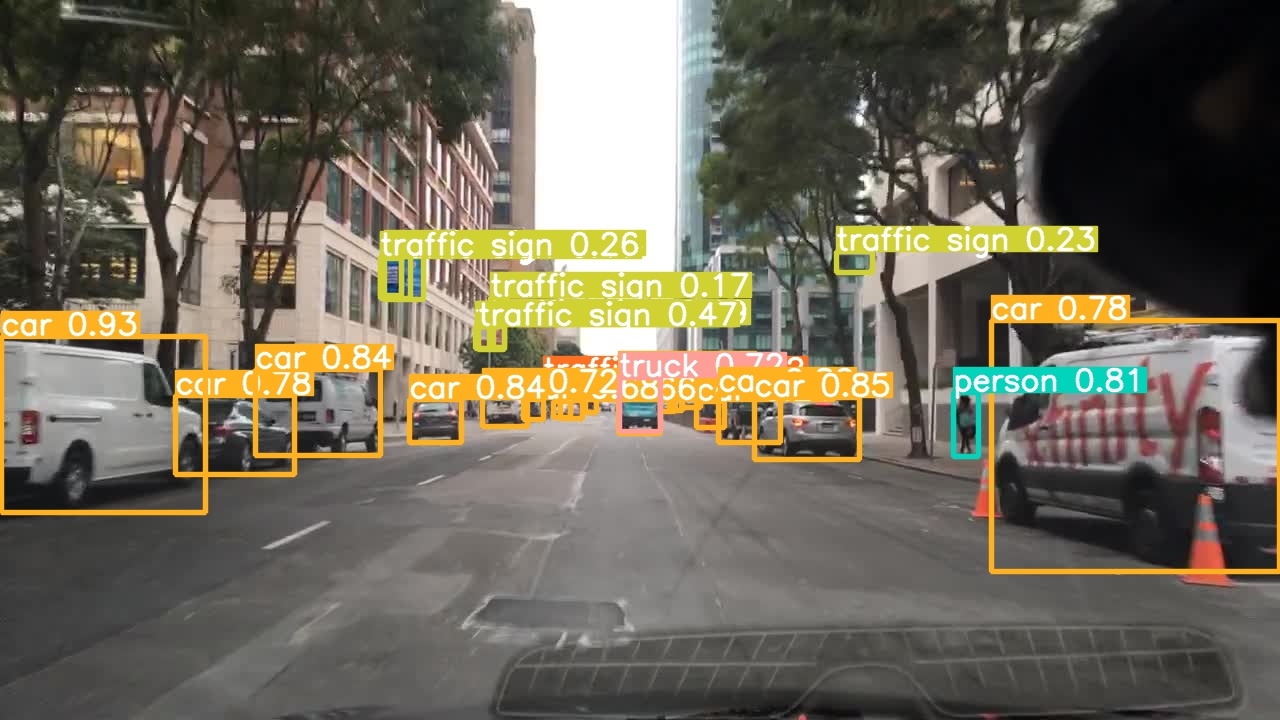 traffic sign 0.26
traffic sign 0.23
traffic sign 0.17
traffic sign 0.47
car 0.93
car 0.78
car 0.84
truck 0.72
car 0.78
car 0.84
0.72
car 0.85
person 0.81
xfinity